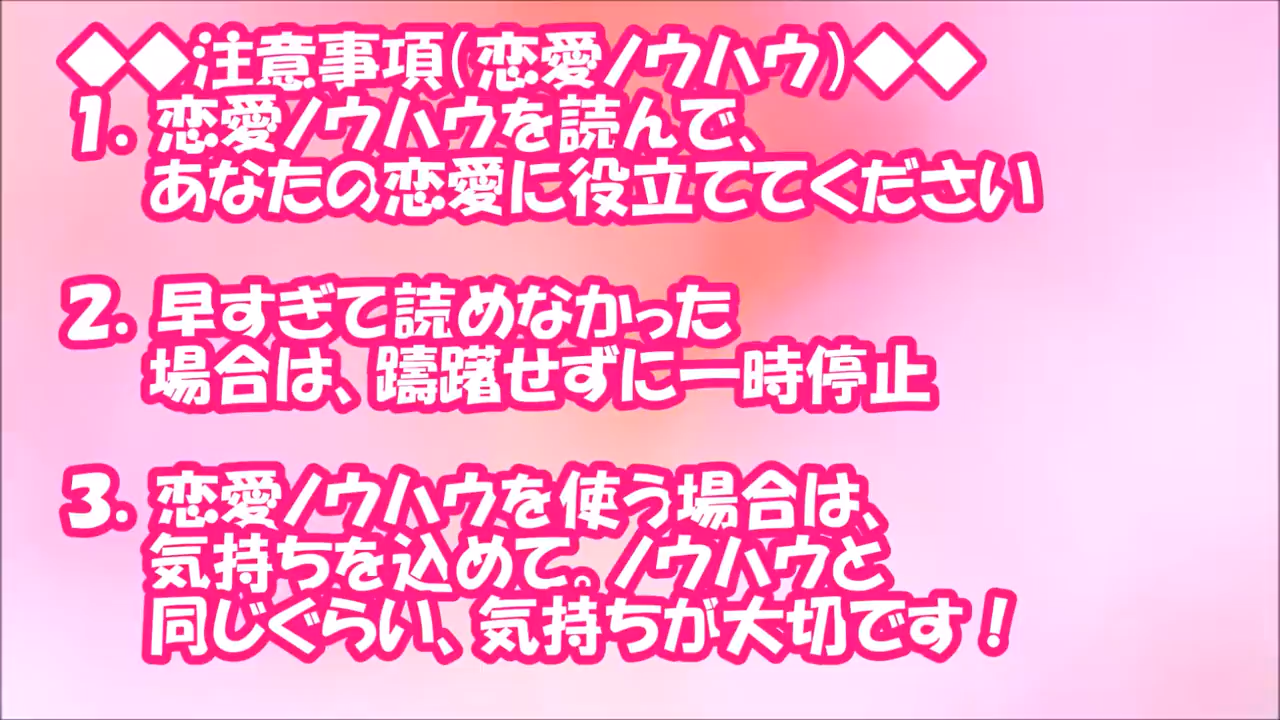 ◆◆注意事項(恋愛ノウハウ)◆◆
1. 恋愛ノウハウを読んで、
あなたの恋愛に役立ててください
2. 早すぎて読めなかった
場合は、躊躇せずに一時停止
3. 恋愛ノウハウを使う場合は、
気持ちを込めて。ノウハウと
同じぐらい、気持ちが大切です！